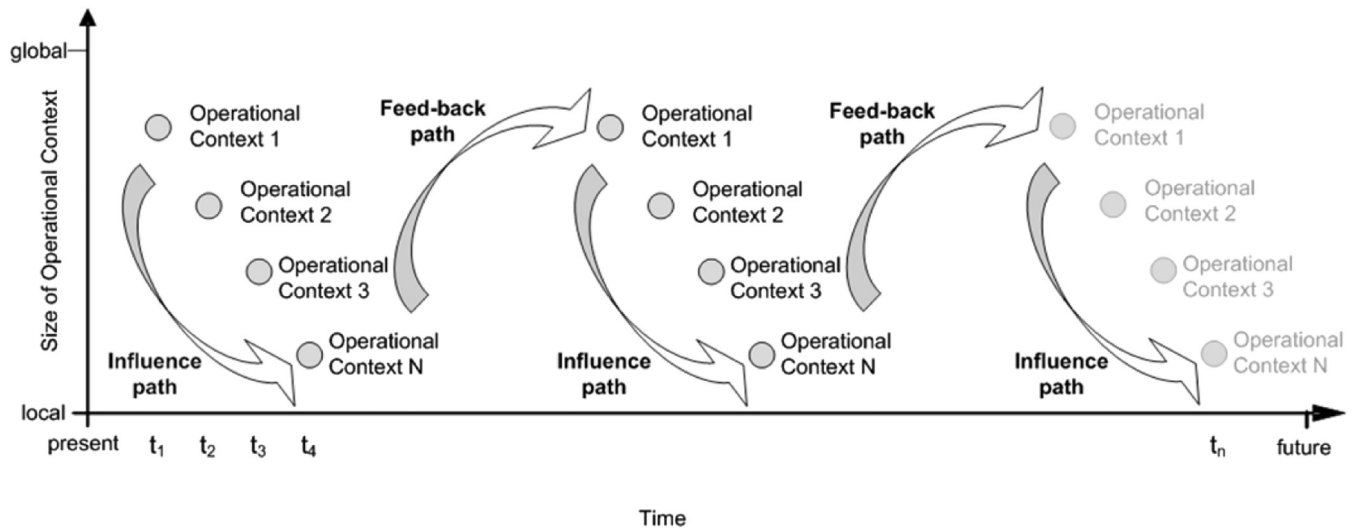 global
Size of Operational Context
local
Operational
Context 1
Operational
Context 2
Operational
Context 3
Operational
Context N
Influence
path
Feed-back
path
Operational
Context 1
Operational
Context 2
Operational
Context 3
Operational
Context N
Influence
path
Feed-back
path
Operational
Context 1
Operational
Context 2
Operational
Context 3
Operational
Context N
Influence
path
present t₁ t₂ t₃ t₄ tₙ future
Time